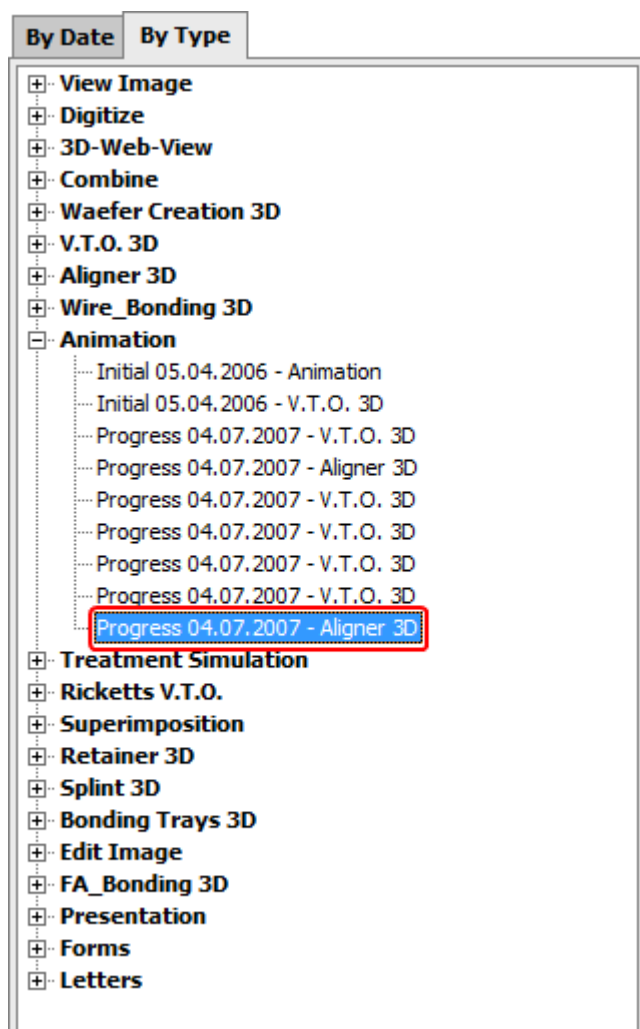 By Date By Type
View Image
Digitize
3D-Web-View
Combine
Waefer Creation 3D
V.T.O. 3D
Aligner 3D
Wire_Bonding 3D
Animation
Initial 05.04.2006 - Animation
Initial 05.04.2006 - V.T.O. 3D
Progress 04.07.2007 - V.T.O. 3D
Progress 04.07.2007 - Aligner 3D
Progress 04.07.2007 - V.T.O. 3D
Progress 04.07.2007 - V.T.O. 3D
Progress 04.07.2007 - V.T.O. 3D
Progress 04.07.2007 - V.T.O. 3D
Progress 04.07.2007 - Aligner 3D
Treatment Simulation
Ricketts V.T.O.
Superimposition
Retainer 3D
Splint 3D
Bonding Trays 3D
Edit Image
FA_Bonding 3D
Presentation
Forms
Letters